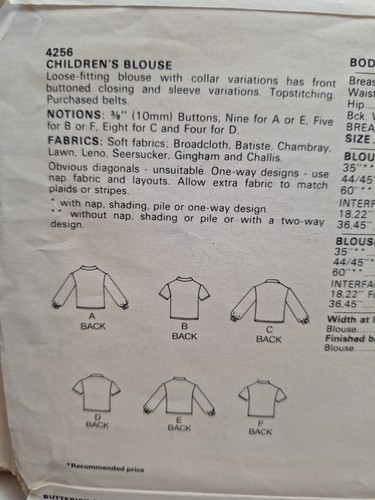 4256
CHILDREN'S BLOUSE
Loose-fitting blouse with collar variations has front
buttoned closing and sleeve variations. Topstitching.
Purchased belts.
NOTIONS: ⅜" (10mm) Buttons, Nine for A or E, Five
for B or F, Eight for C and Four for D.
FABRICS: Soft fabrics: Broadcloth, Batiste, Chambray,
Lawn, Leno, Seersucker, Gingham and Challis.
Obvious diagonals - unsuitable. One-way designs - use
nap fabric and layouts. Allow extra fabric to match
plaids or stripes.
* with nap, shading, pile or one-way design.
** without nap, shading or pile or with a two-way
design.
A
BACK
B
BACK
C
BACK
D
BACK
E
BACK
F
BACK
*Recommended price
BOD
Breas
Waist
Hip....
Bck. W
BREA
SIZE
BLOU
35"**
44/45"
60"**
INTERF
18.22"
36,45"
BLOUSE
35"**
44/45"**
60"**
INTERFA
18.22" Fu
36,45"
Width at l
Blouse
Finished ba
Blouse